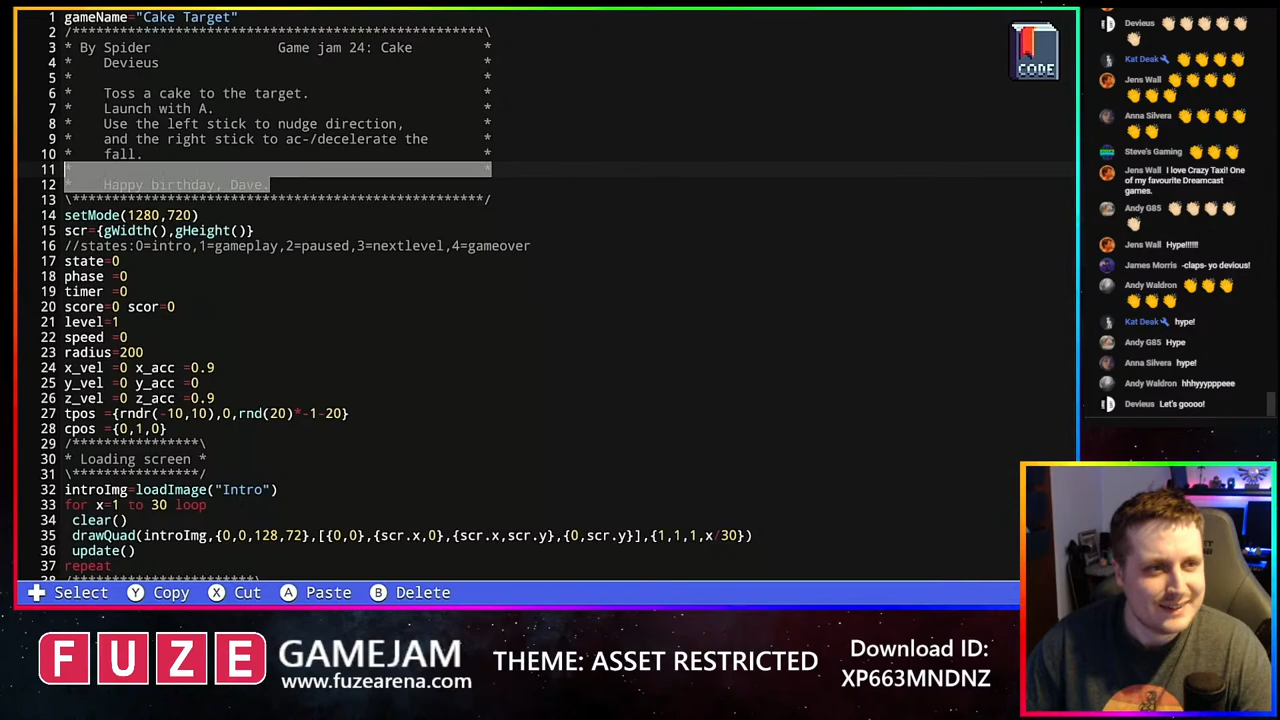 1 gameName="Cake Target"
2 /**********************************************\
3 * By Spider                 Game jam 24: Cake          *
4 *    Devieus                                           *
5 *                                                      *
6 *    Toss a cake to the target.                        *
7 *    Launch with A.                                    *
8 *    Use the left stick to nudge direction,            *
9 *    and the right stick to ac-/decelerate the         *
10 *    fall.                                             *
11 *                                                      *
12 *    Happy birthday, Dave.
13 \**********************************************/
14 setMode(1280,720)
15 scr={gWidth(),gHeight()}
16 //states:0=intro,1=gameplay,2=paused,3=nextlevel,4=gameover
17 state=0
18 phase =0
19 timer =0
20 score=0 scor=0
21 level=1
22 speed =0
23 radius=200
24 x_vel =0 x_acc =0.9
25 y_vel =0 y_acc =0
26 z_vel =0 z_acc =0.9
27 tpos ={rndr(-10,10),0,rnd(20)*-1-20}
28 cpos ={0,1,0}
29 /****************\
30 * Loading screen *
31 \****************/
32 introImg=loadImage("Intro")
33 for x=1 to 30 loop
34  clear()
35  drawQuad(introImg,{0,0,128,72},[{0,0},{scr.x,0},{scr.x,scr.y},{0,scr.y}],{1,1,1,x/30})
36  update()
37 repeat
38 /***********************\
CODE
Select Y Copy X Cut A Paste B Delete
Devieus 👏🏻👏🏻👏🏻👏🏻👏🏻
👏🏻
Kat Deak 👏👏👏👏
Jens Wall 👏👏👏👏
👏👏👏
Anna Silvera 👏👏👏👏
👏👏
Steve's Gaming 👏👏👏
Jens Wall I love Crazy Taxi! One
of my favourite Dreamcast
games.
Andy G85 👏🏻👏🏻👏🏻👏🏻
👏🏻
Jens Wall Hype!!!!!!
James Morris -claps- yo devious!
Andy Waldron 👏👏👏
👏👏👏
Kat Deak hype!
Andy G85 Hype
Anna Silvera hype!
Andy Waldron hhhyyypppeee
Devieus Let's goooo!
FUZE GAMEJAM
www.fuzearena.com
THEME: ASSET RESTRICTED
Download ID:
XP663MNDNZ